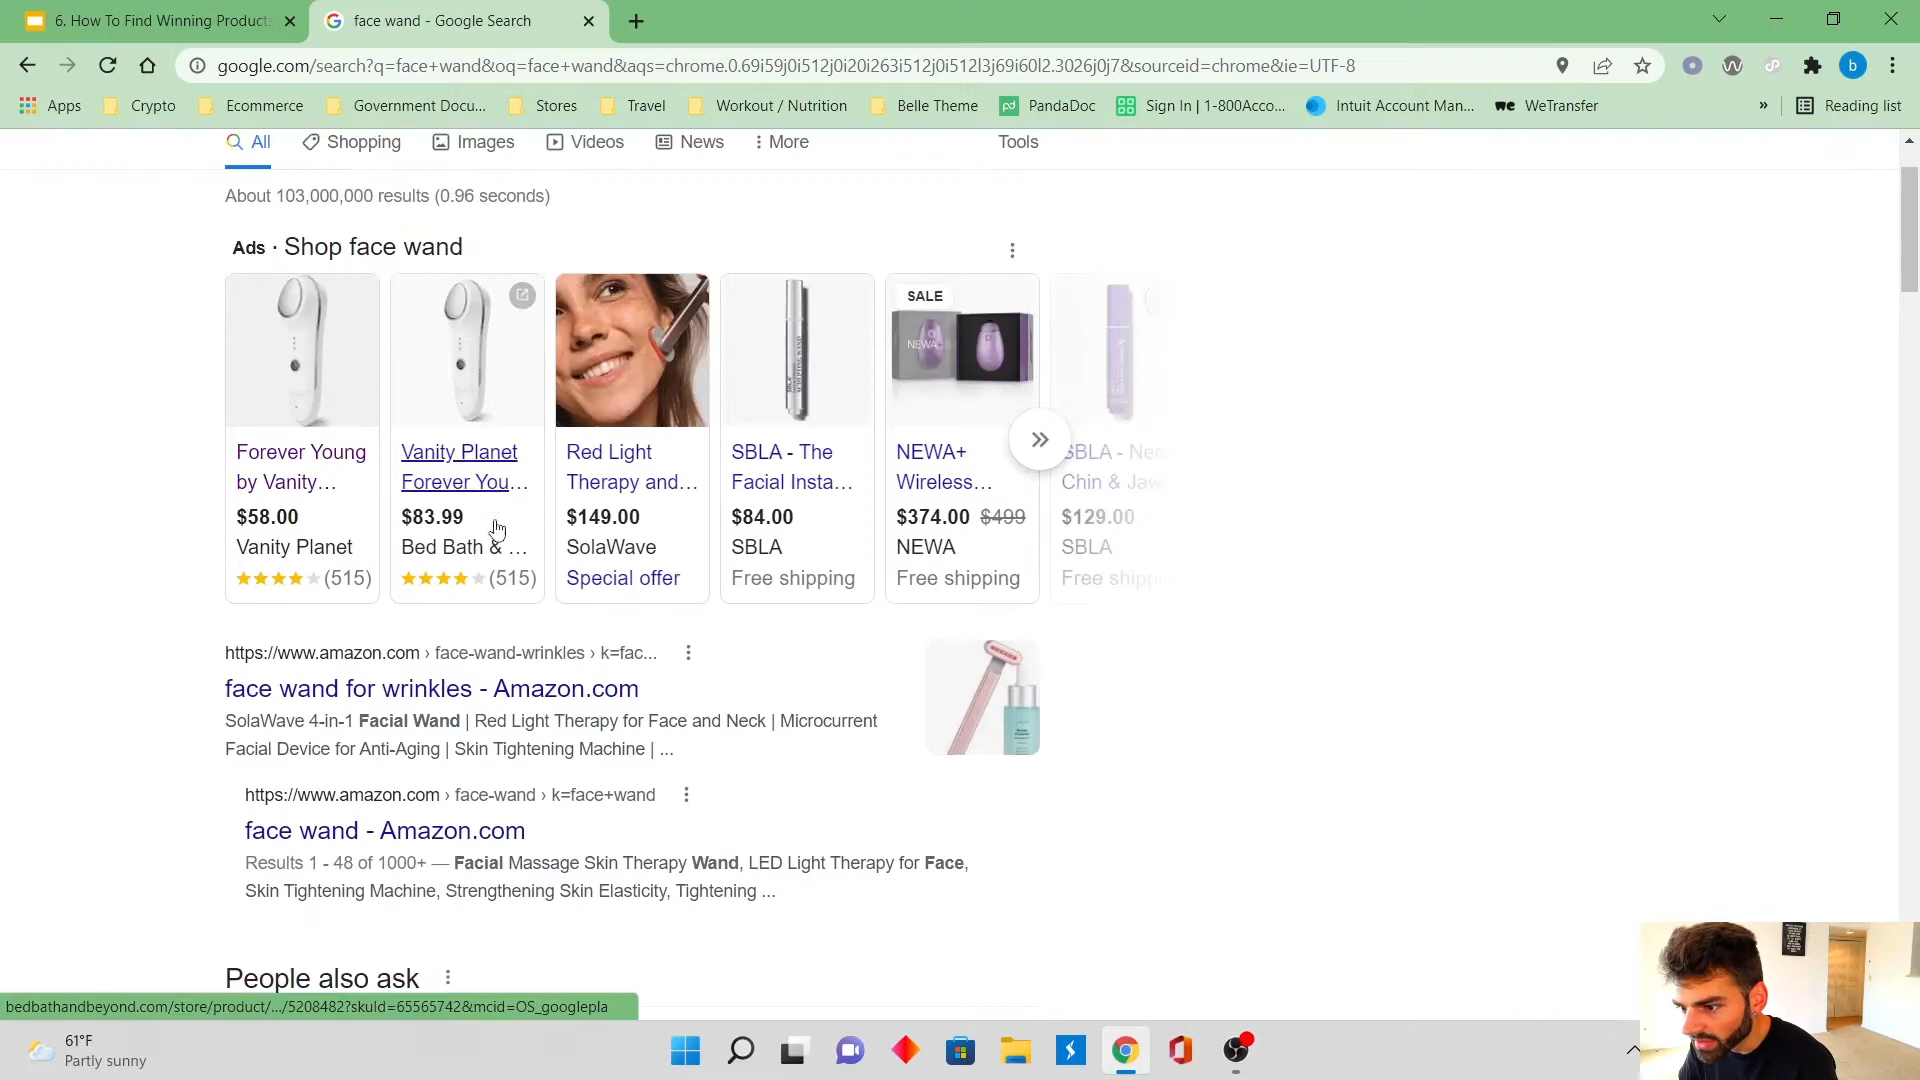 6. How To Find Winning Products
face wand - Google Search
google.com/search?q=face+wand&oq=face+wand&aqs=chrome.0.69i59j0i512j0i20i263i512j0i512l3j69i60l2.3026j0j7&sourceid=chrome&ie=UTF-8
b
Apps
Crypto
Ecommerce
Government Docu...
Stores
Travel
Workout / Nutrition
Belle Theme
PandaDoc
Sign In | 1-800Acco...
Intuit Account Man...
WeTransfer
»
Reading list
All
Shopping
Images
Videos
News
More
Tools
About 103,000,000 results (0.96 seconds)
Ads · Shop face wand
Forever Young
by Vanity...
$58.00
Vanity Planet
(515)
Vanity Planet
Forever You...
$83.99
Bed Bath & ...
(515)
Red Light
Therapy and...
$149.00
SolaWave
Special offer
SBLA - The
Facial Insta...
$84.00
SBLA
Free shipping
SALE
NEWA+
NEWA+
Wireless...
$374.00 $499
NEWA
Free shipping
SBLA - Nec
Chin & Jaw
$129.00
SBLA
Free shipp
https://www.amazon.com › face-wand-wrinkles › k=fac...
face wand for wrinkles - Amazon.com
SolaWave 4-in-1 Facial Wand | Red Light Therapy for Face and Neck | Microcurrent
Facial Device for Anti-Aging | Skin Tightening Machine | ...
https://www.amazon.com › face-wand › k=face+wand
face wand - Amazon.com
Results 1 - 48 of 1000+ — Facial Massage Skin Therapy Wand, LED Light Therapy for Face,
Skin Tightening Machine, Strengthening Skin Elasticity, Tightening ...
People also ask
bedbathandbeyond.com/store/product/.../5208482?skuId=65565742&mcid=OS_googlepla
61°F
Partly sunny